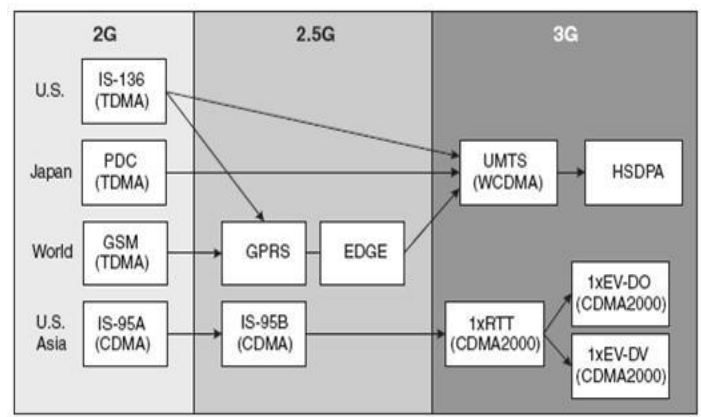 2G
2.5G
3G
U.S.
IS-136
(TDMA)
Japan
PDC
(TDMA)
UMTS
(WCDMA)
HSDPA
World
GSM
(TDMA)
GPRS
EDGE
U.S.
Asia
IS-95A
(CDMA)
IS-95B
(CDMA)
1xRTT
(CDMA2000)
1xEV-DO
(CDMA2000)
1xEV-DV
(CDMA2000)